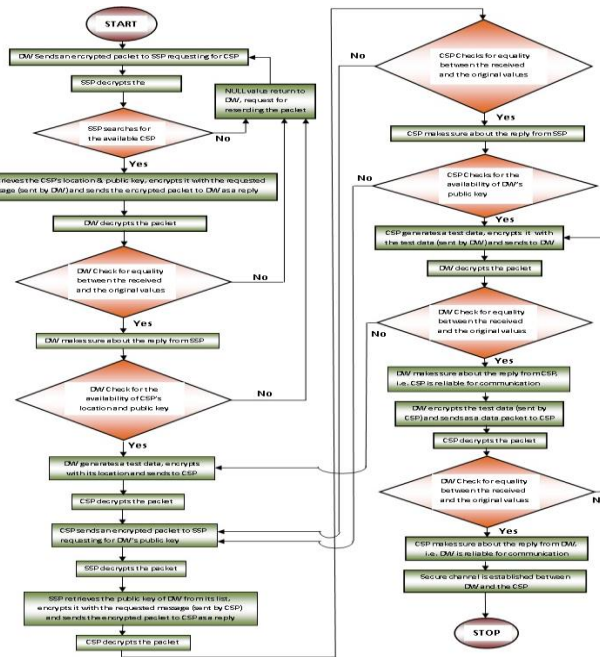 START
DW Sends an encrypted packet to SSP requesting for CSP
SSP decrypts the
NULL value return to
DW, request for
resending the packet
SSP searches for
the available CSP
No
Yes
rieves the CSP's location & public key, encrypts it with the requested
sage (sent by DW) and sends the encrypted packet to DW as a reply
DW decrypts the packet
DW Check for equality
between the received
and the original values
No
Yes
DW makes sure about the reply from SSP
DW Check for the
availability of CSP's
location and public key
No
Yes
DW generates a test data, encrypts
with its location and sends to CSP
CSP decrypts the packet
CSP sends an encrypted packet to SSP
requesting for DW's public key
SSP decrypts the packet
SSP retrieves the public key of DW from its list,
encrypts it with the requested message (sent by CSP)
and sends the encrypted packet to CSP as a reply
CSP decrypts the packet
No
CSP Checks for equality
between the received
and the original values
Yes
CSP makes sure about the reply from SSP
No
CSP Checks for the
availability of DW's
public key
Yes
CSP generates a test data, encrypts it with
the test data (sent by DW) and sends to DW
DW decrypts the packet
DW Check for equality
between the received
and the original values
No
Yes
DW makes sure about the reply from CSP,
i.e. CSP is reliable for communication
DW encrypts the test data (sent
by CSP) and sends as a data packet to CSP
CSP decrypts the packet
DW Check for equality
between the received
and the original values
No
Yes
CSP makes sure about the reply from DW,
i.e. DW is reliable for communication
Secure channel is established between
DW and the CSP
STOP